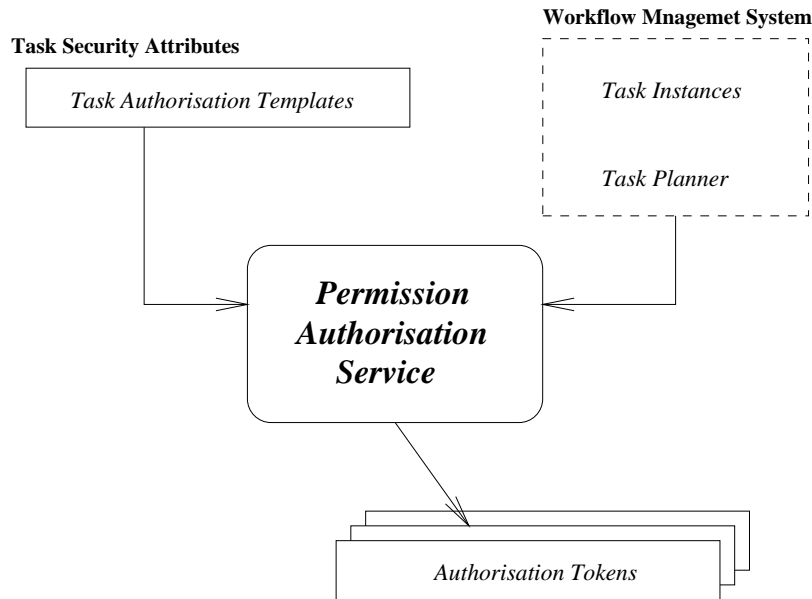 Workflow Mnagemet System
Task Security Attributes
Task Authorisation Templates
Task Instances
Task Planner
Permission
Authorisation
Service
Authorisation Tokens